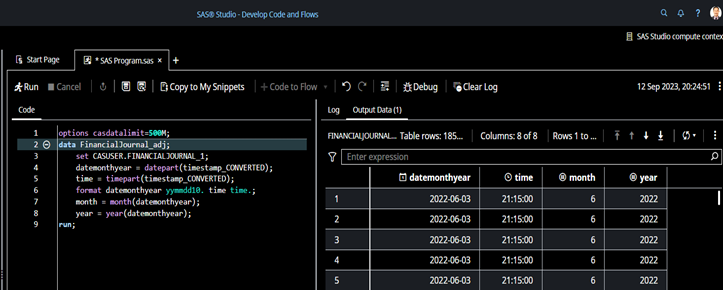 SAS® Studio - Develop Code and Flows
SAS Studio compute contex
Start Page
* SAS Program.sas
Run Cancel Copy to My Snippets Code to Flow Debug Clear Log 12 Sep 2023, 20:24:51
Code
Log Output Data (1)
FINANCIALJOURNAL... Table rows: 185... Columns: 8 of 8 Rows 1 to ...
Enter expression
1 options casdatalimit=500M;
2 data FinancialJournal_adj;
3 set CASUSER.FINANCIALJOURNAL_1;
4 datemonthyear = datepart(timestamp_CONVERTED);
5 time = timepart(timestamp_CONVERTED);
6 format datemonthyear yymmdd10. time time.;
7 month = month(datemonthyear);
8 year = year(datemonthyear);
9 run;
datemonthyear time month year
1 2022-06-03 21:15:00 6 2022
2 2022-06-03 21:15:00 6 2022
3 2022-06-03 21:15:00 6 2022
4 2022-06-03 21:15:00 6 2022
5 2022-06-03 21:15:00 6 2022